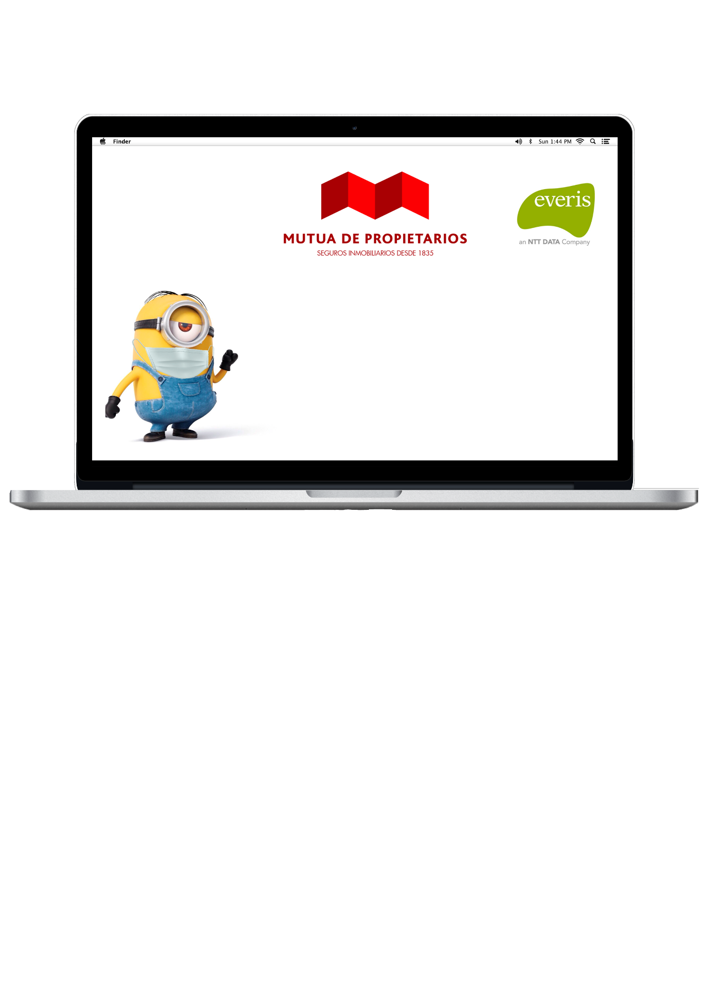 Finder
Sun 1:44 PM
everis
an NTT DATA Company
MUTUA DE PROPIETARIOS
SEGUROS INMOBILIARIOS DESDE 1835